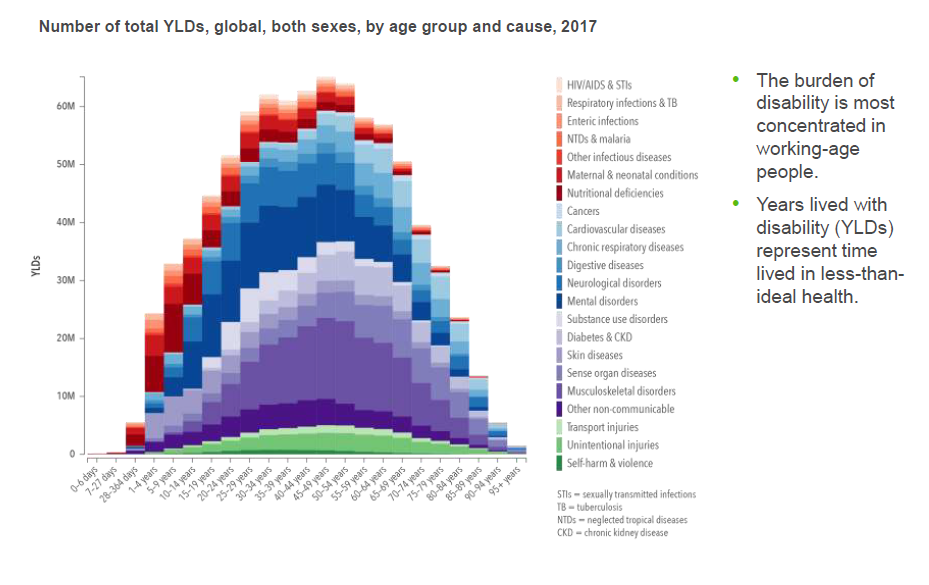 Number of total YLDs, global, both sexes, by age group and cause, 2017
60M
50M
40M
30M
20M
10M
0
YLDs
0-6 days
7-27 days
28-364 days
1-4 years
5-9 years
10-14 years
15-19 years
20-24 years
25-29 years
30-34 years
35-39 years
40-44 years
45-49 years
50-54 years
55-59 years
60-64 years
65-69 years
70-74 years
75-79 years
80-84 years
85-89 years
90-94 years
95+ years
HIV/AIDS & STIs
Respiratory infections & TB
Enteric infections
NTDs & malaria
Other infectious diseases
Maternal & neonatal conditions
Nutritional deficiencies
Cancers
Cardiovascular diseases
Chronic respiratory diseases
Digestive diseases
Neurological disorders
Mental disorders
Substance use disorders
Diabetes & CKD
Skin diseases
Sense organ diseases
Musculoskeletal disorders
Other non-communicable
Transport injuries
Unintentional injuries
Self-harm & violence
STIs = sexually transmitted infections
TB = tuberculosis
NTDs = neglected tropical diseases
CKD = chronic kidney disease
• The burden of
disability is most
concentrated in
working-age
people.
• Years lived with
disability (YLDs)
represent time
lived in less-than-
ideal health.